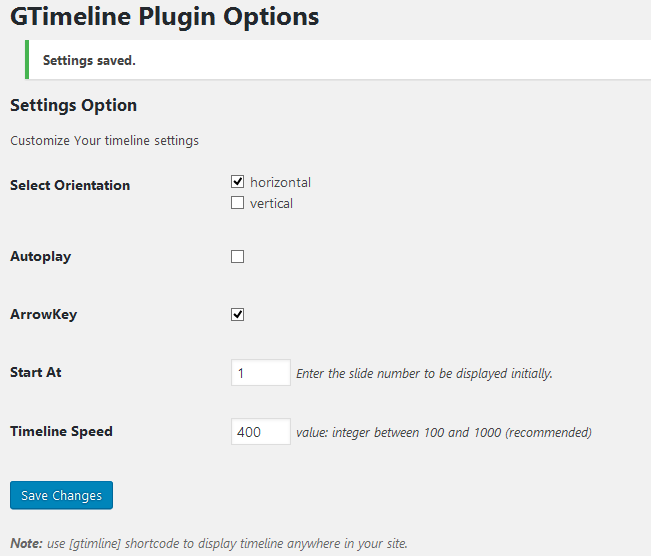 GTimeline Plugin Options
Settings saved.
Settings Option
Customize Your timeline settings
Select Orientation
horizontal
vertical
Autoplay
ArrowKey
Start At 1 Enter the slide number to be displayed initially.
Timeline Speed 400 value: integer between 100 and 1000 (recommended)
Save Changes
Note: use [gtimline] shortcode to display timeline anywhere in your site.